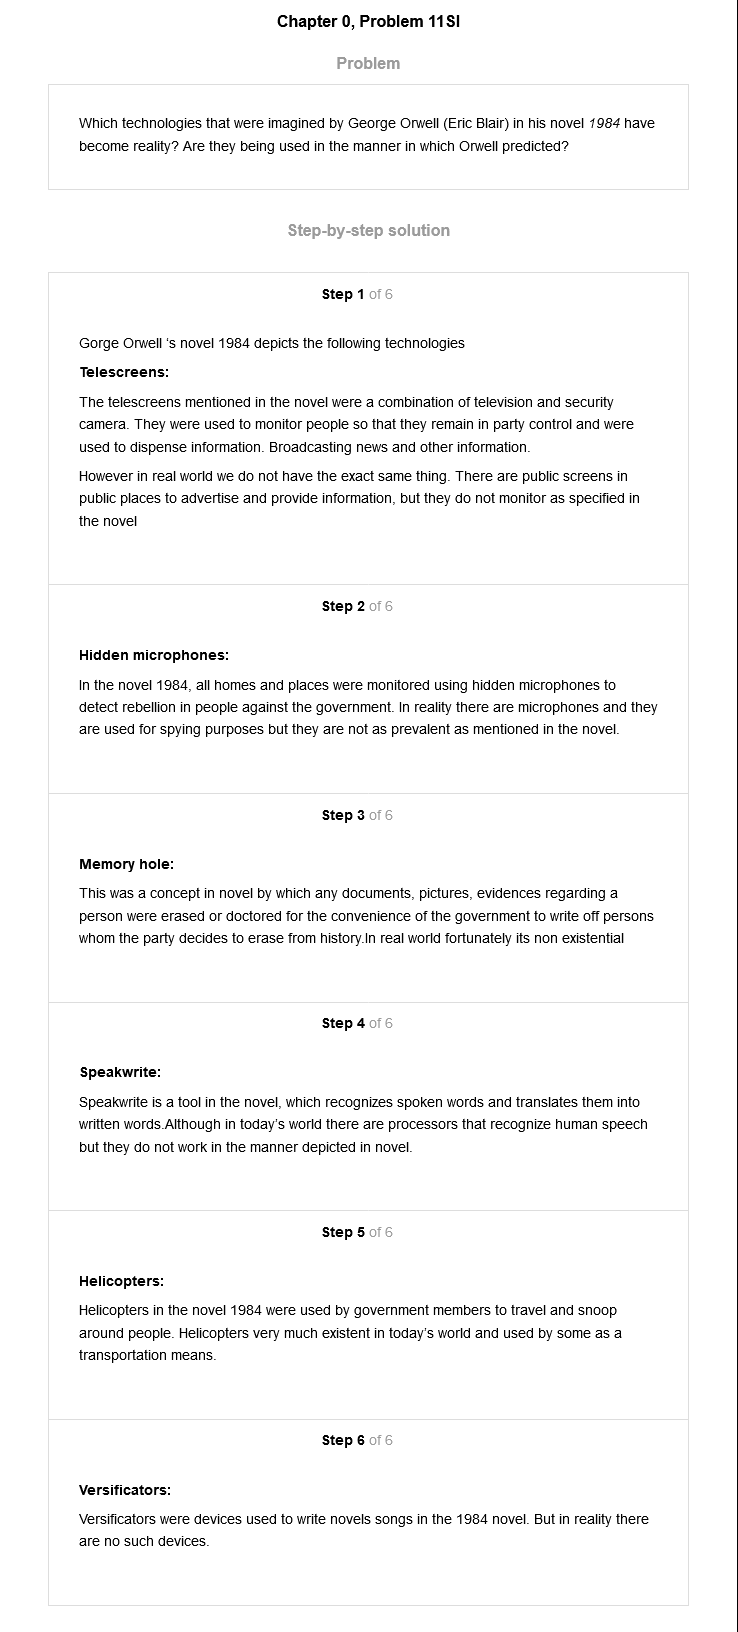 Chapter 0, Problem 11SI
Problem
Which technologies that were imagined by George Orwell (Eric Blair) in his novel 1984 have
become reality? Are they being used in the manner in which Orwell predicted?
Step-by-step solution
Step 1 of 6
Gorge Orwell ‘s novel 1984 depicts the following technologies
Telescreens:
The telescreens mentioned in the novel were a combination of television and security
camera. They were used to monitor people so that they remain in party control and were
used to dispense information. Broadcasting news and other information.
However in real world we do not have the exact same thing. There are public screens in
public places to advertise and provide information, but they do not monitor as specified in
the novel
Step 2 of 6
Hidden microphones:
In the novel 1984, all homes and places were monitored using hidden microphones to
detect rebellion in people against the government. In reality there are microphones and they
are used for spying purposes but they are not as prevalent as mentioned in the novel.
Step 3 of 6
Memory hole:
This was a concept in novel by which any documents, pictures, evidences regarding a
person were erased or doctored for the convenience of the government to write off persons
whom the party decides to erase from history.In real world fortunately its non existential
Step 4 of 6
Speakwrite:
Speakwrite is a tool in the novel, which recognizes spoken words and translates them into
written words.Although in today’s world there are processors that recognize human speech
but they do not work in the manner depicted in novel.
Step 5 of 6
Helicopters:
Helicopters in the novel 1984 were used by government members to travel and snoop
around people. Helicopters very much existent in today’s world and used by some as a
transportation means.
Step 6 of 6
Versificators:
Versificators were devices used to write novels songs in the 1984 novel. But in reality there
are no such devices.